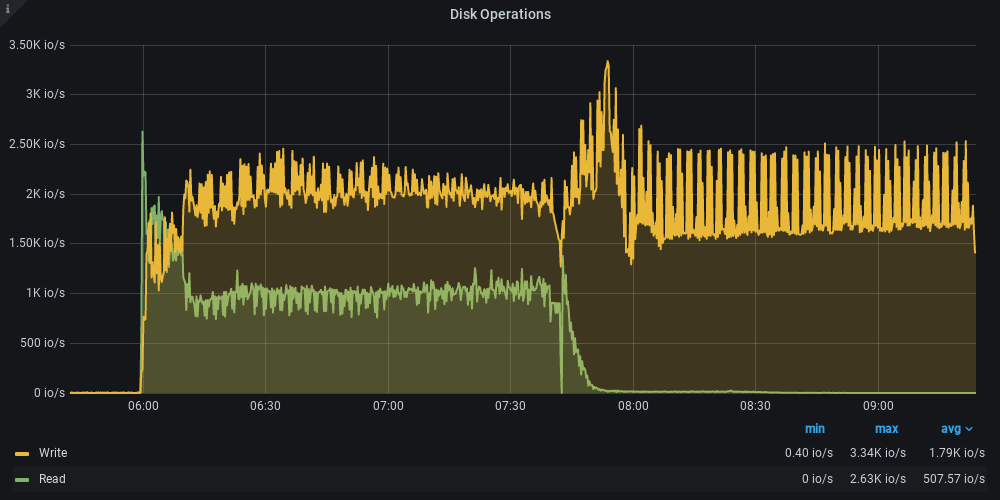 i
Disk Operations
3.50K io/s
3K io/s
2.50K io/s
2K io/s
1.50K io/s
1K io/s
500 io/s
0 io/s
06:00 06:30 07:00 07:30 08:00 08:30 09:00
min max avg
Write 0.40 io/s 3.34K io/s 1.79K io/s
Read 0 io/s 2.63K io/s 507.57 io/s